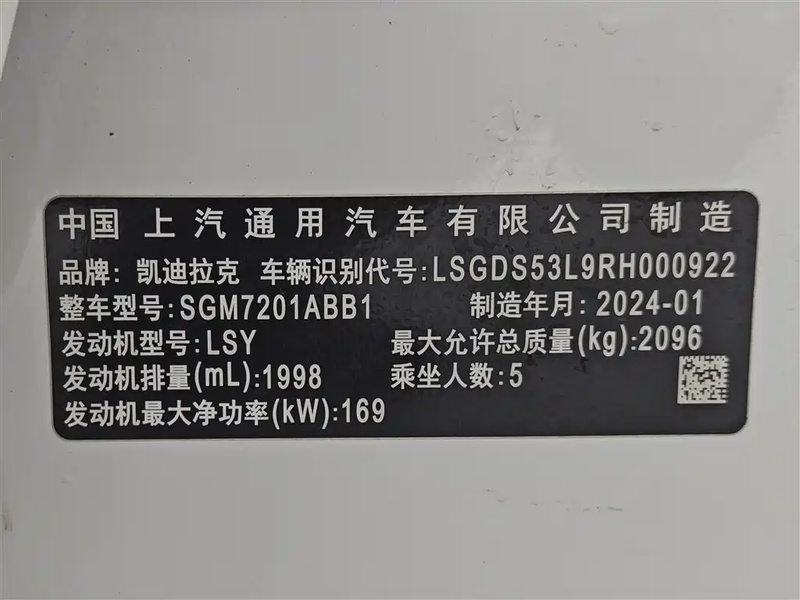 中国 上汽通用汽车有限公司制造
品牌: 凯迪拉克 车辆识别代号:LSGDS53L9RH000922
整车型号:SGM7201ABB1 制造年月: 2024-01
发动机型号:LSY 最大允许总质量(kg):2096
发动机排量(mL):1998 乘坐人数:5
发动机最大净功率(kW):169